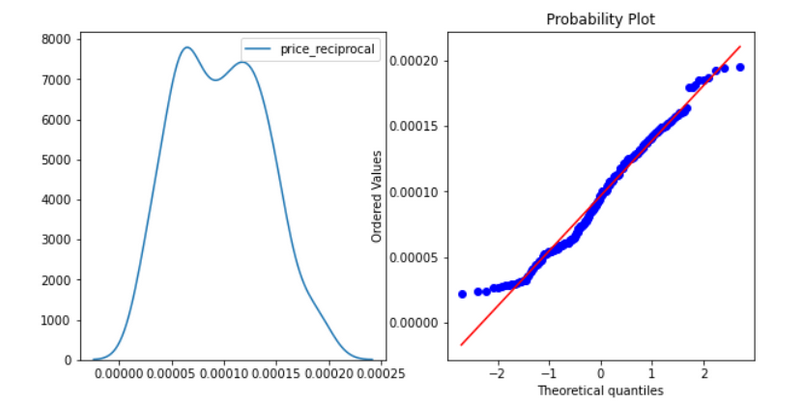 Probability Plot
price_reciprocal
8000
7000
6000
5000
4000
3000
2000
1000
0
0.00000 0.00005 0.00010 0.00015 0.00020 0.00025
Ordered Values
0.00020
0.00015
0.00010
0.00005
0.00000
−2 −1 0 1 2
Theoretical quantiles